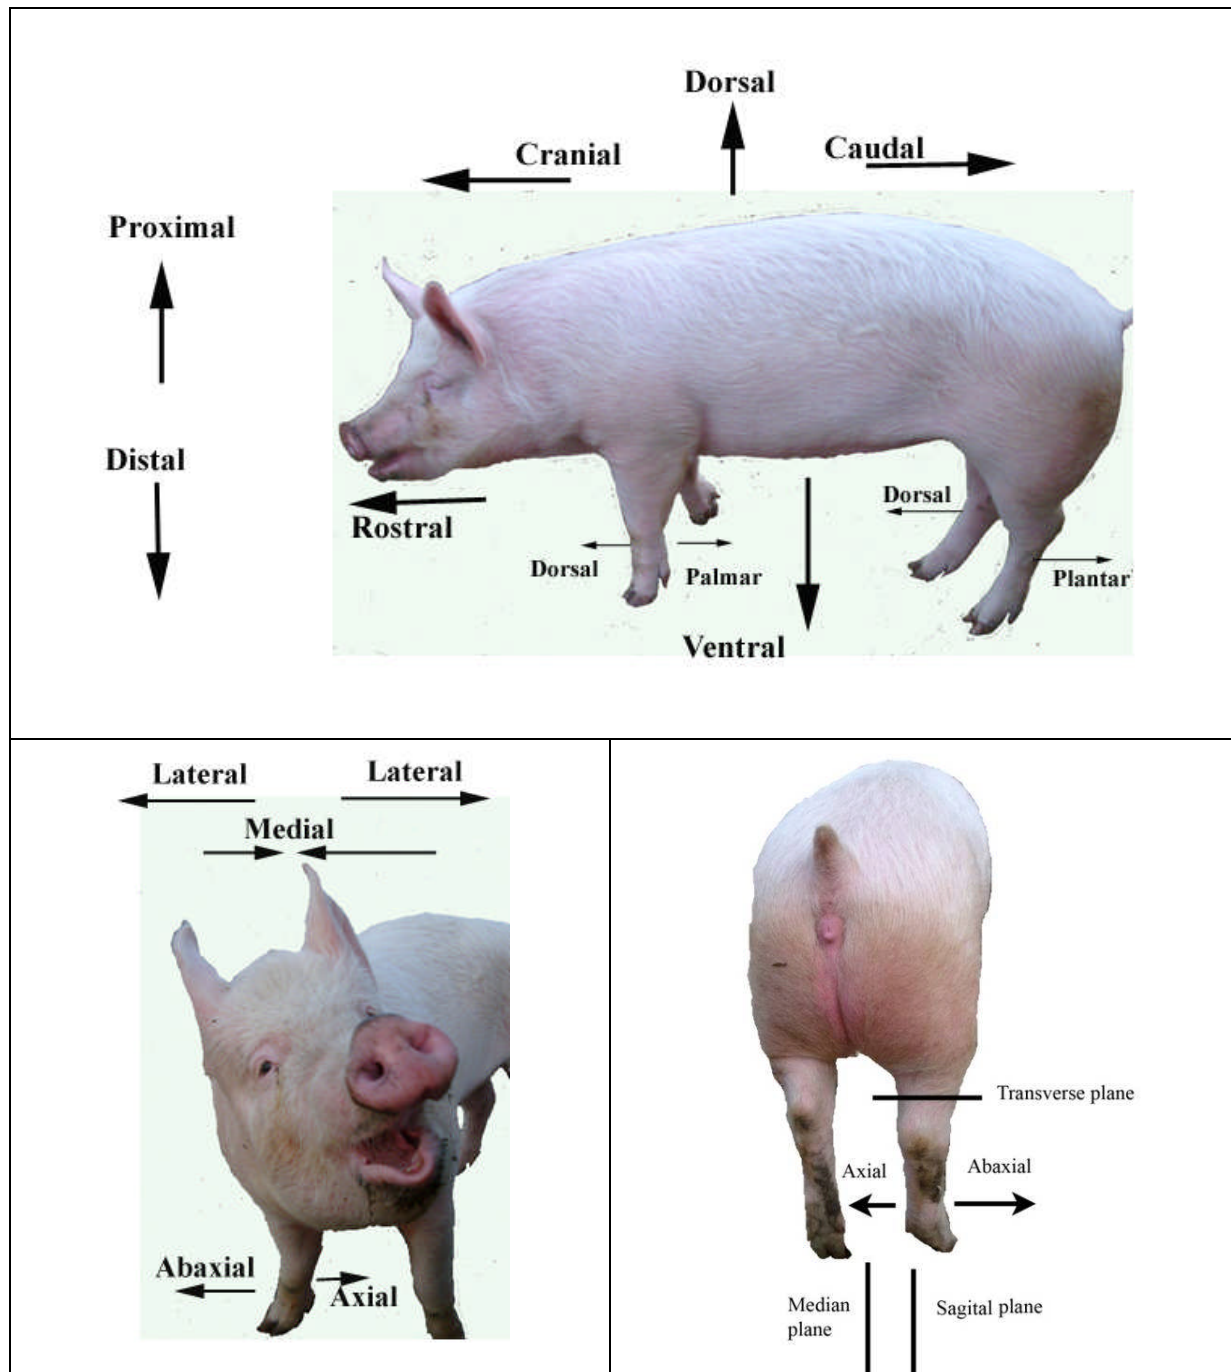 Dorsal
Cranial
Caudal
Proximal
Distal
Rostral
Dorsal
Palmar
Dorsal
Plantar
Ventral
Lateral
Lateral
Medial
Abaxial
Axial
Transverse plane
Axial
Abaxial
Median
plane
Sagital plane